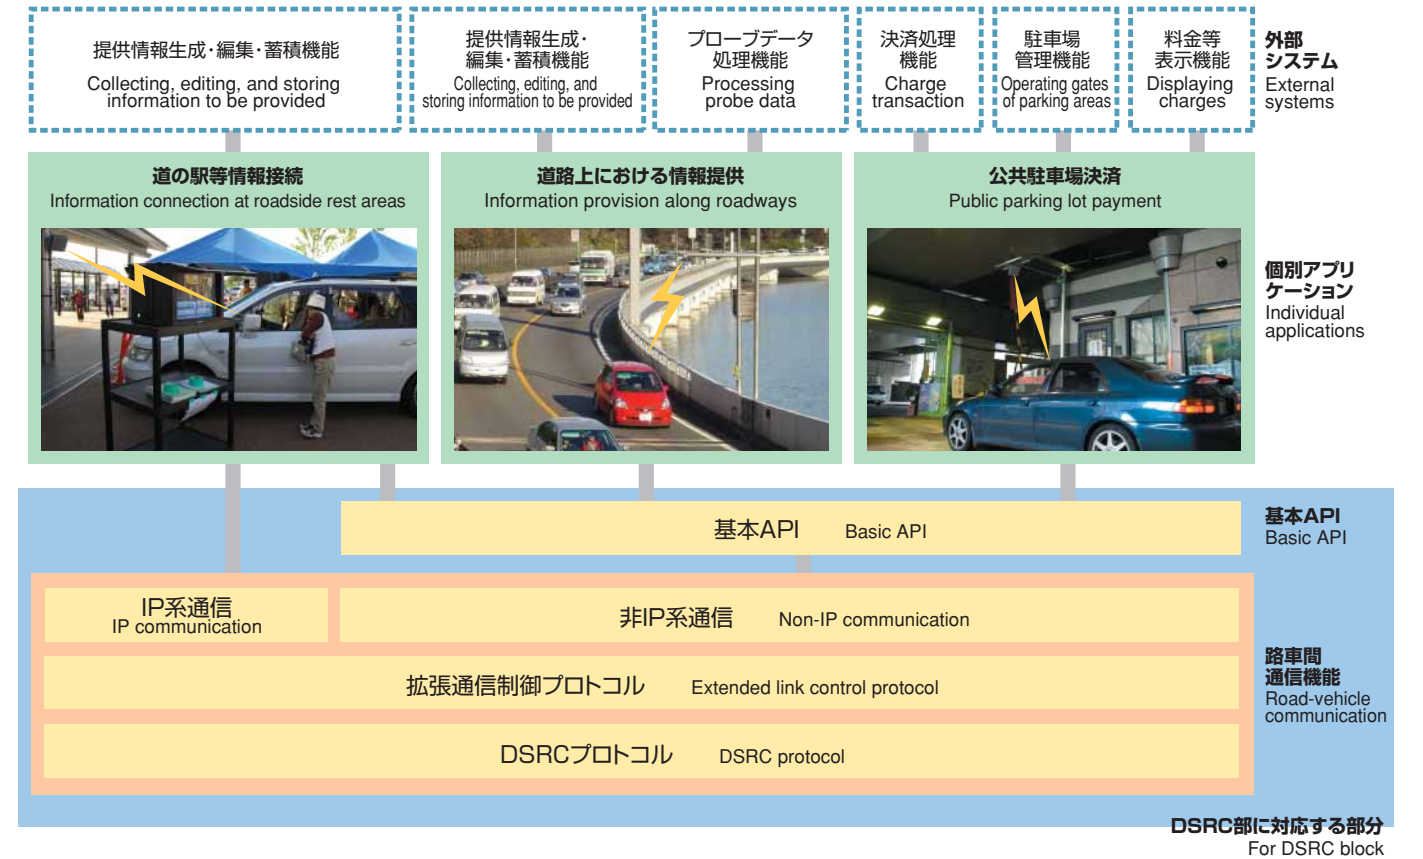 提供情報生成・編集・蓄積機能
Collecting, editing, and storing
information to be provided
提供情報生成・
編集・蓄積機能
Collecting, editing, and
storing information to be provided
プローブデータ
処理機能
Processing
probe data
決済処理
機能
Charge
transaction
駐車場
管理機能
Operating gates
of parking areas
料金等
表示機能
Displaying
charges
外部
システム
External
systems
道の駅等情報接続
Information connection at roadside rest areas
道路上における情報提供
Information provision along roadways
公共駐車場決済
Public parking lot payment
個別アプリ
ケーション
Individual
applications
基本API Basic API
基本API
Basic API
IP系通信
IP communication
非IP系通信 Non-IP communication
拡張通信制御プロトコル Extended link control protocol
DSRCプロトコル DSRC protocol
路車間
通信機能
Road-vehicle
communication
DSRC部に対応する部分
For DSRC block